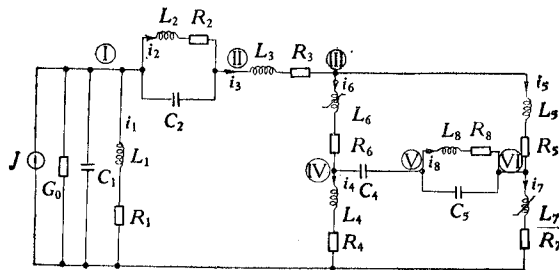 L₂ R₂
Ⅰ i₂ Ⅱ L₃ R₃ Ⅲ
i₃ i₆ i₅
C₂
i₁ L₆ L₅
J G₀ C₁ L₁ R₆ Ⅴ L₈ R₈ Ⅵ R₅
Ⅳ i₄ C₄ i₈ i₇
R₁ L₄ C₅ L₇
R₄ R₇